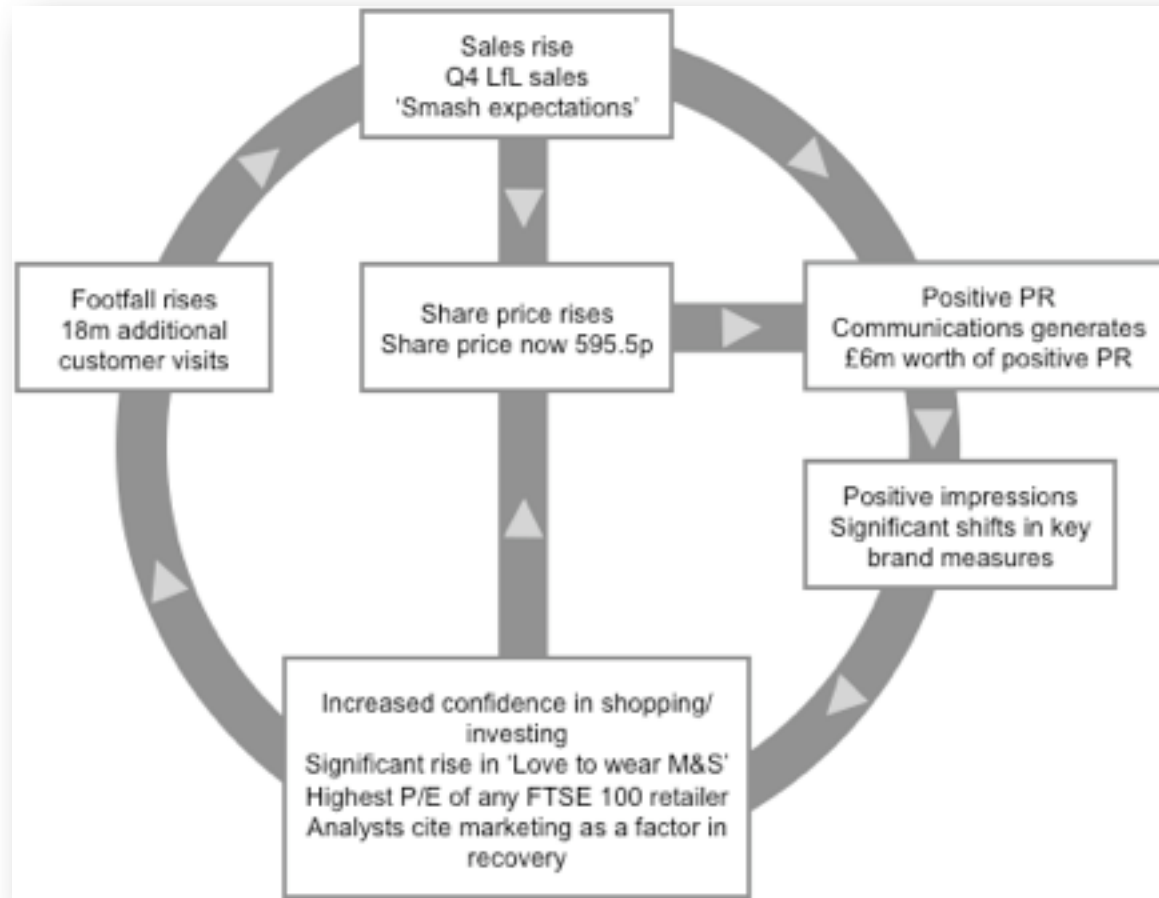 Sales rise
Q4 LfL sales
‘Smash expectations’
Footfall rises
18m additional
customer visits
Share price rises
Share price now 595.5p
Positive PR
Communications generates
£6m worth of positive PR
Positive impressions
Significant shifts in key
brand measures
Increased confidence in shopping/
investing
Significant rise in ‘Love to wear M&S’
Highest P/E of any FTSE 100 retailer
Analysts cite marketing as a factor in
recovery